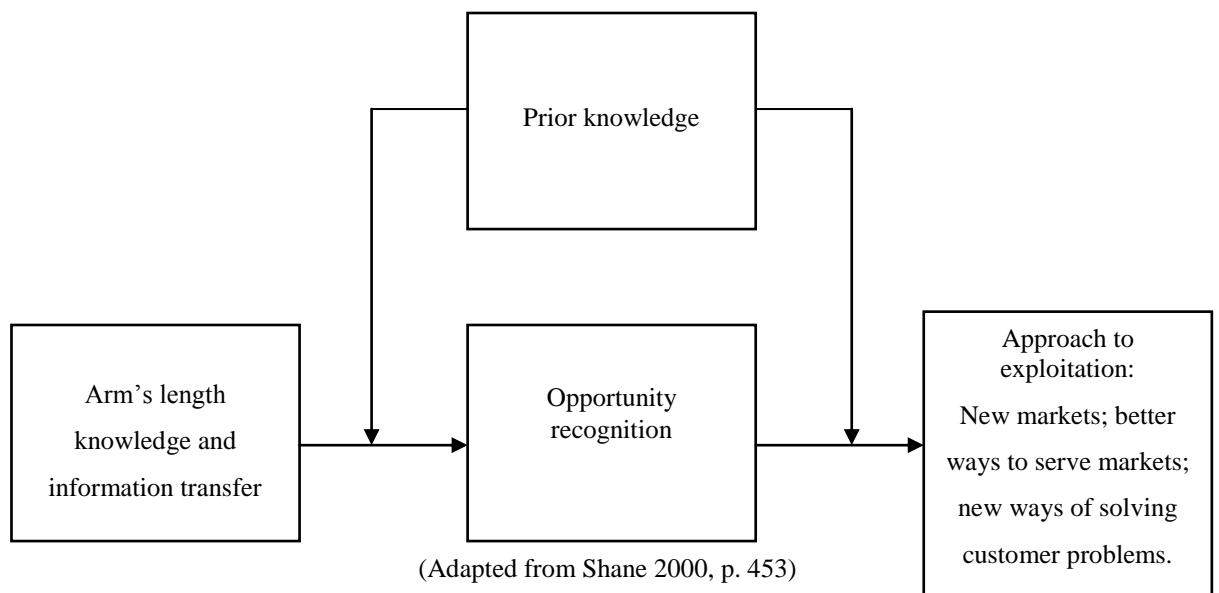 Prior knowledge
Arm’s length
knowledge and
information transfer
Opportunity
recognition
Approach to
exploitation:
New markets; better
ways to serve markets;
new ways of solving
customer problems.
(Adapted from Shane 2000, p. 453)